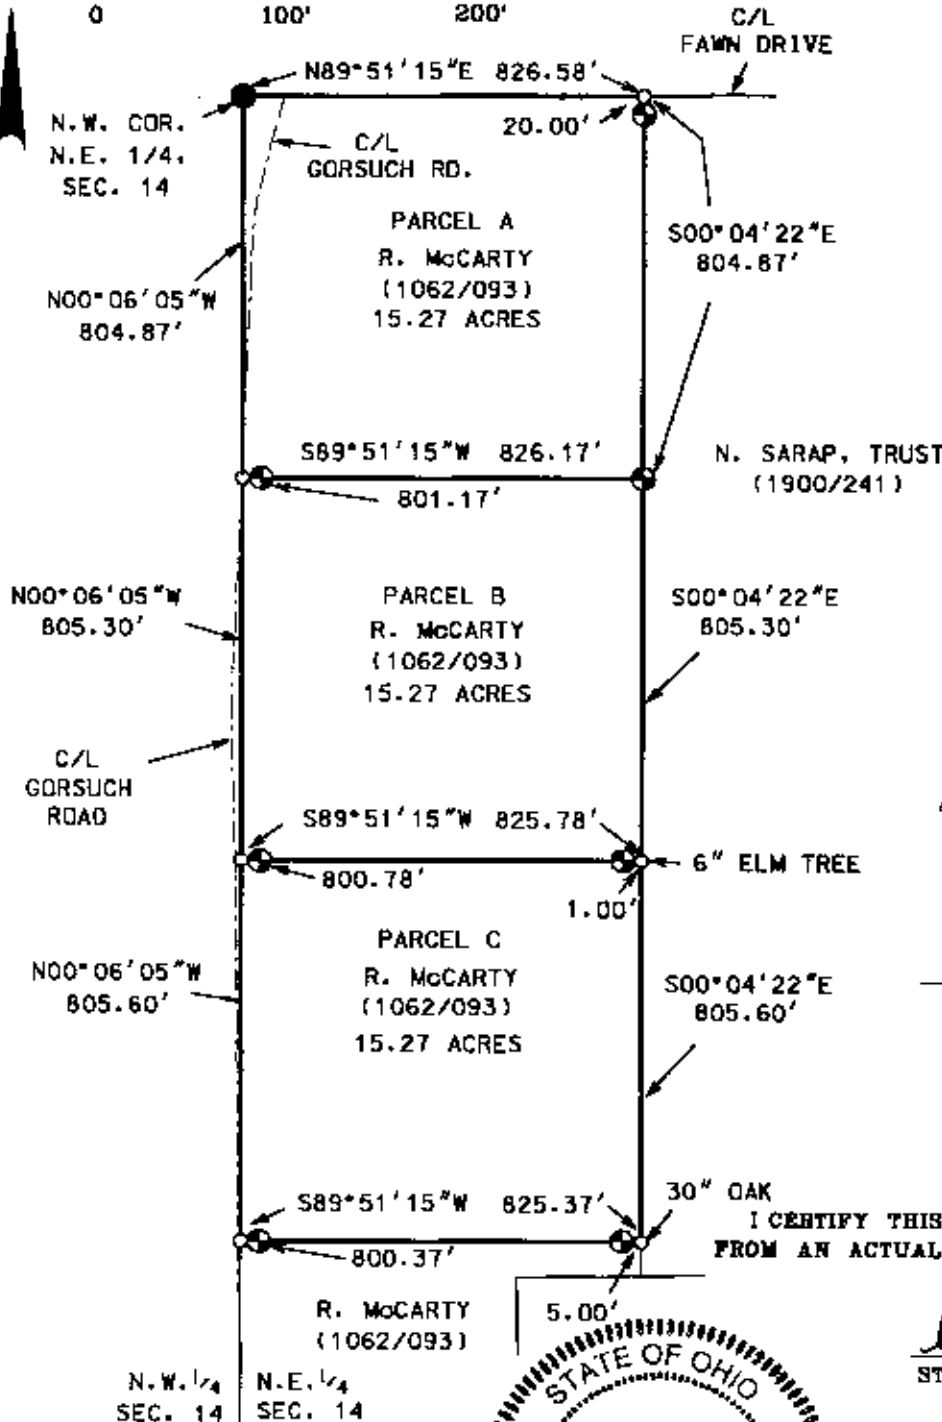 0 100' 200'
C/L
FAWN DRIVE
N89°51'15"E 826.58'
20.00'
N.W. COR.
N.E. 1/4.
SEC. 14
C/L
GORSUCH RD.
PARCEL A
R. McCARTY
(1062/093)
15.27 ACRES
S00°04'22"E
804.87'
N00°06'05"W
804.87'
S89°51'15"W 826.17'
801.17'
N. SARAP, TRUST
(1900/241)
N00°06'05"W
805.30'
PARCEL B
R. McCARTY
(1062/093)
15.27 ACRES
S00°04'22"E
805.30'
C/L
GORSUCH
ROAD
S89°51'15"W 825.78'
800.78'
6" ELM TREE
1.00'
PARCEL C
R. McCARTY
(1062/093)
15.27 ACRES
N00°06'05"W
805.60'
S00°04'22"E
805.60'
S89°51'15"W 825.37'
800.37'
30" OAK
I CERTIFY THIS
FROM AN ACTUAL
5.00'
R. McCARTY
(1062/093)
STATE OF OHIO
ST
N.W. 1/4 N.E. 1/4
SEC. 14 SEC. 14